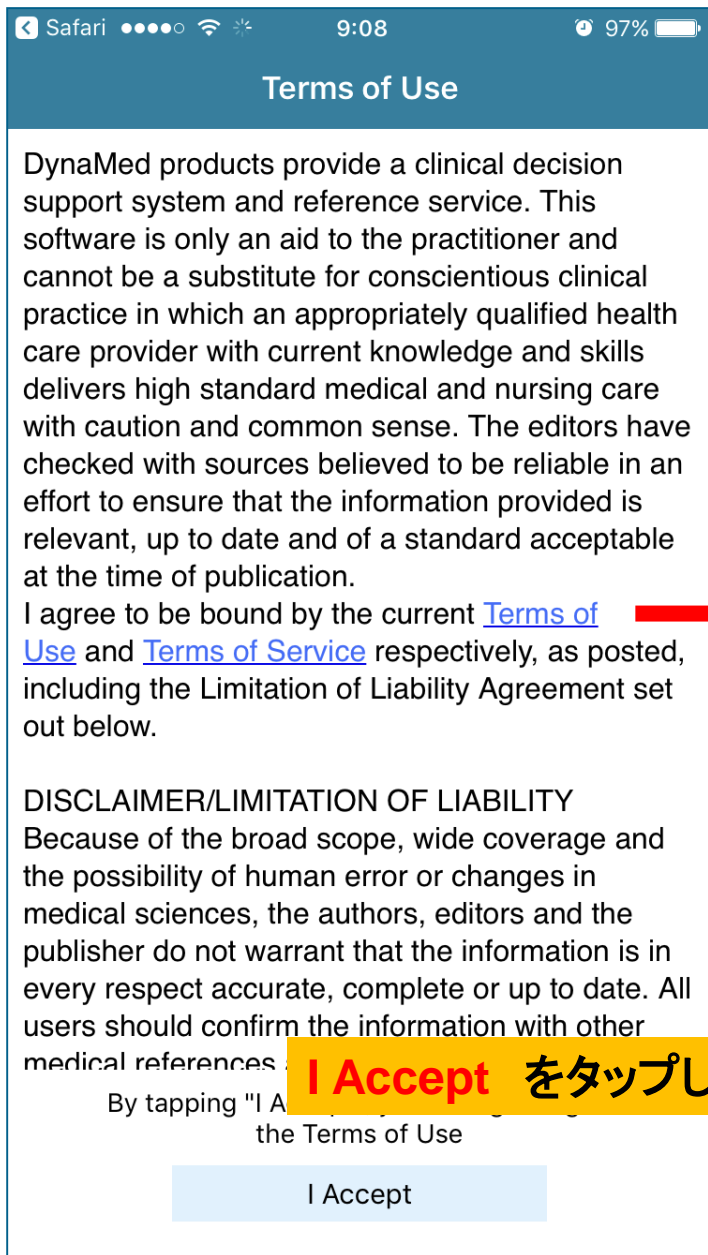 Safari 9:08 97%
Terms of Use
DynaMed products provide a clinical decision
support system and reference service. This
software is only an aid to the practitioner and
cannot be a substitute for conscientious clinical
practice in which an appropriately qualified health
care provider with current knowledge and skills
delivers high standard medical and nursing care
with caution and common sense. The editors have
checked with sources believed to be reliable in an
effort to ensure that the information provided is
relevant, up to date and of a standard acceptable
at the time of publication.
I agree to be bound by the current Terms of
Use and Terms of Service respectively, as posted,
including the Limitation of Liability Agreement set
out below.
DISCLAIMER/LIMITATION OF LIABILITY
Because of the broad scope, wide coverage and
the possibility of human error or changes in
medical sciences, the authors, editors and the
publisher do not warrant that the information is in
every respect accurate, complete or up to date. All
users should confirm the information with other
medical references
I Accept をタップし
By tapping "I A
the Terms of Use
I Accept